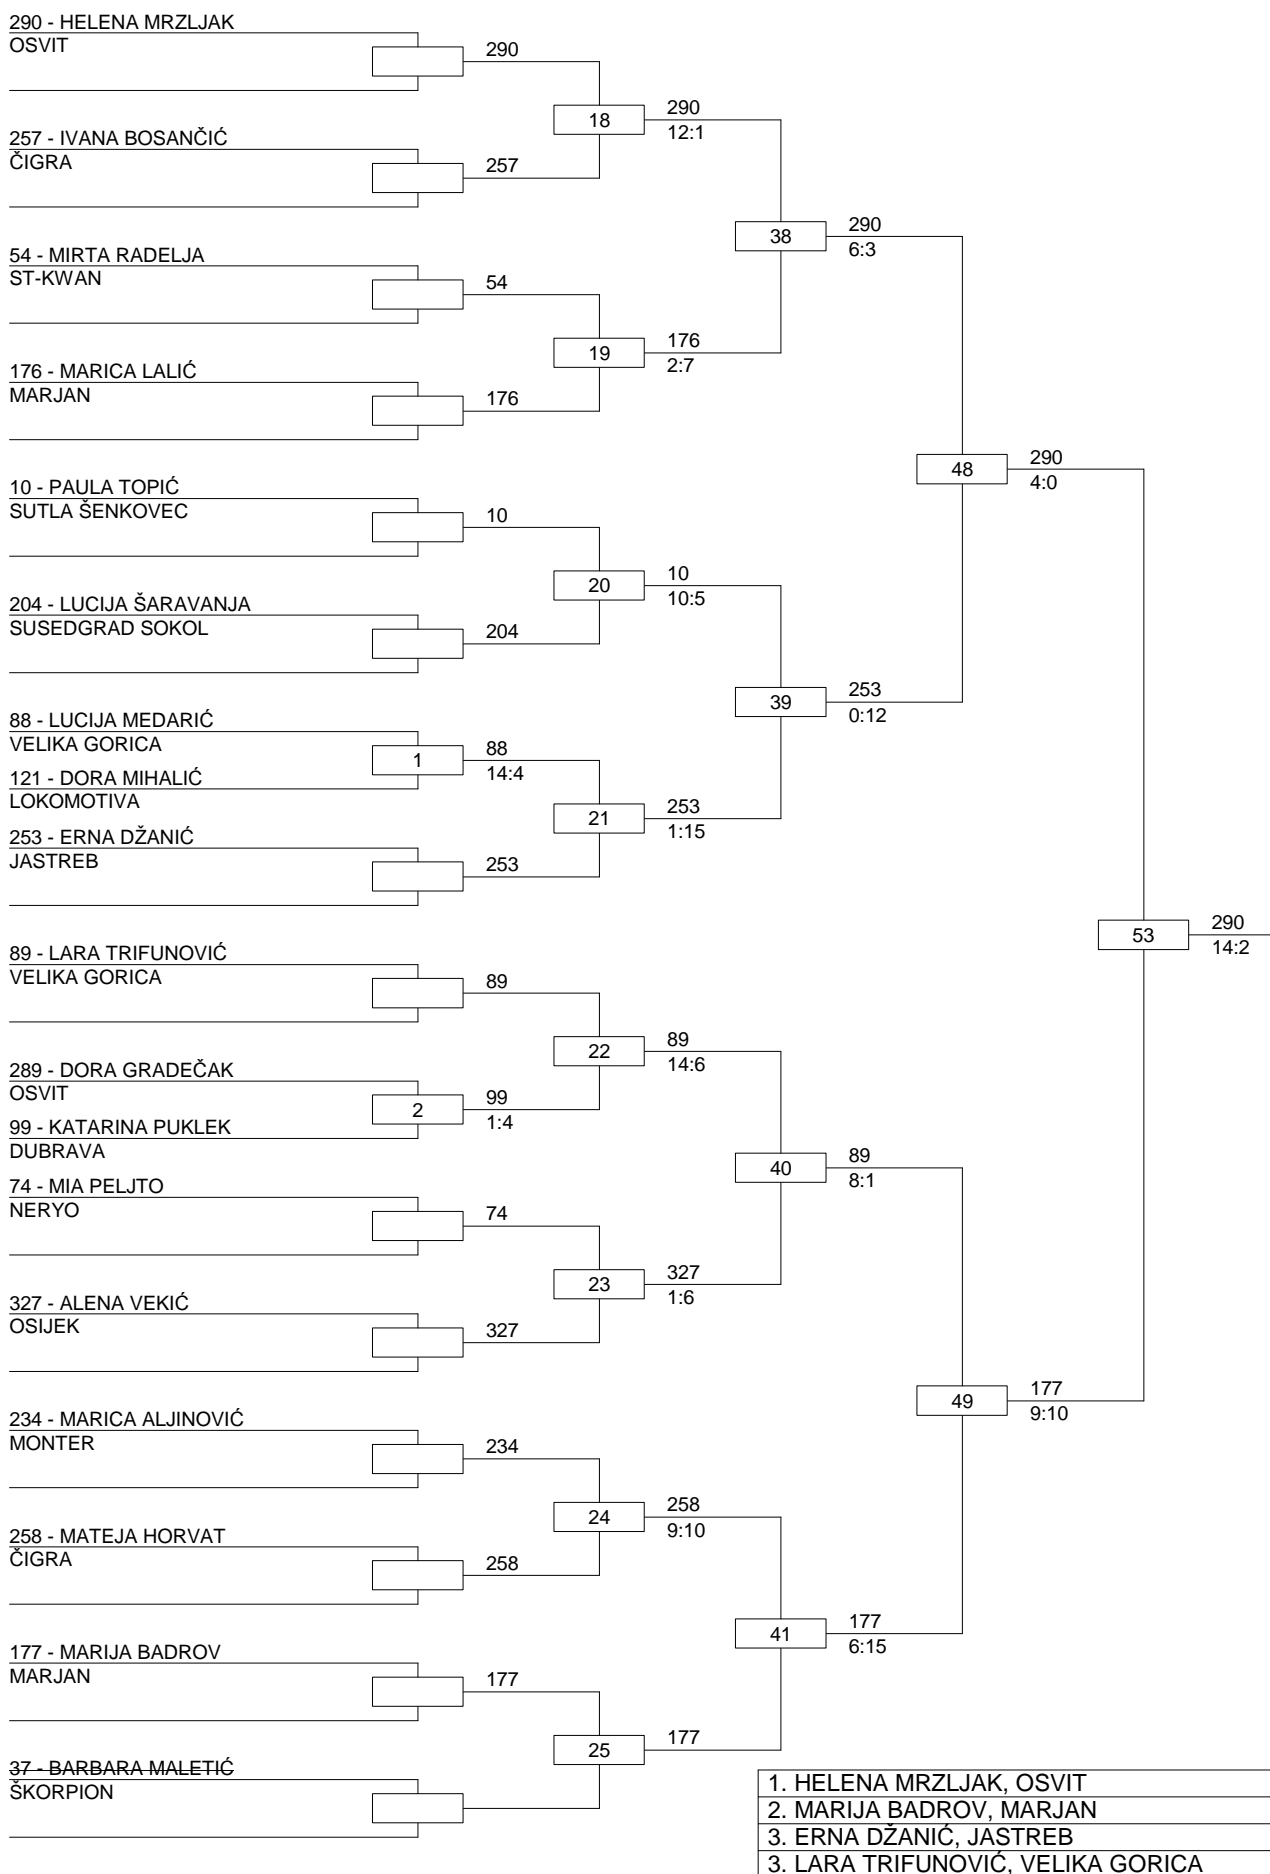 290 - HELENA MRZLJAK
OSVIT
290
18
290
12:1
257 - IVANA BOSANČIĆ
ČIGRA
257
38
290
6:3
54 - MIRTA RADELJA
ST-KWAN
54
19
176
2:7
176 - MARICA LALIĆ
MARJAN
176
48
290
4:0
10 - PAULA TOPIĆ
SUTLA ŠENKOVEC
10
20
10
10:5
204 - LUCIJA ŠARAVANJA
SUSEDGRAD SOKOL
204
39
253
0:12
88 - LUCIJA MEDARIĆ
VELIKA GORICA
1
88
14:4
121 - DORA MIHALIĆ
LOKOMOTIVA
21
253
1:15
253 - ERNA DŽANIĆ
JASTREB
253
53
290
14:2
89 - LARA TRIFUNOVIĆ
VELIKA GORICA
89
22
89
14:6
289 - DORA GRADEČAK
OSVIT
2
99
1:4
99 - KATARINA PUKLEK
DUBRAVA
40
89
8:1
74 - MIA PELJTO
NERYO
74
23
327
1:6
327 - ALENA VEKIĆ
OSIJEK
327
49
177
9:10
234 - MARICA ALJINOVIĆ
MONTER
234
24
258
9:10
258 - MATEJA HORVAT
ČIGRA
258
41
177
6:15
177 - MARIJA BADROV
MARJAN
177
25
177
37 - BARBARA MALETIĆ
ŠKORPION
1. HELENA MRZLJAK, OSVIT
2. MARIJA BADROV, MARJAN
3. ERNA DŽANIĆ, JASTREB
3. LARA TRIFUNOVIĆ, VELIKA GORICA